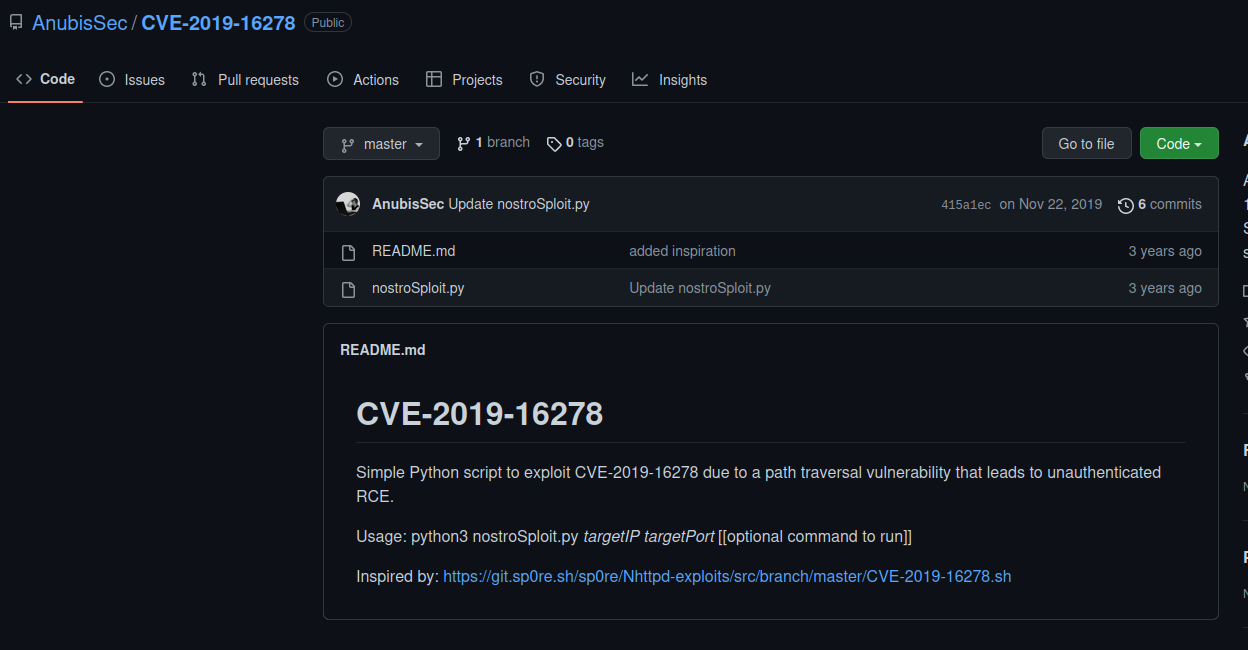 AnubisSec / CVE-2019-16278 Public
Code Issues Pull requests Actions Projects Security Insights
master 1 branch 0 tags Go to file Code
AnubisSec Update nostroSploit.py 415a1ec on Nov 22, 2019 6 commits
README.md added inspiration 3 years ago
nostroSploit.py Update nostroSploit.py 3 years ago
README.md
CVE-2019-16278
Simple Python script to exploit CVE-2019-16278 due to a path traversal vulnerability that leads to unauthenticated
RCE.
Usage: python3 nostroSploit.py targetIP targetPort [[optional command to run]]
Inspired by: https://git.sp0re.sh/sp0re/Nhttpd-exploits/src/branch/master/CVE-2019-16278.sh